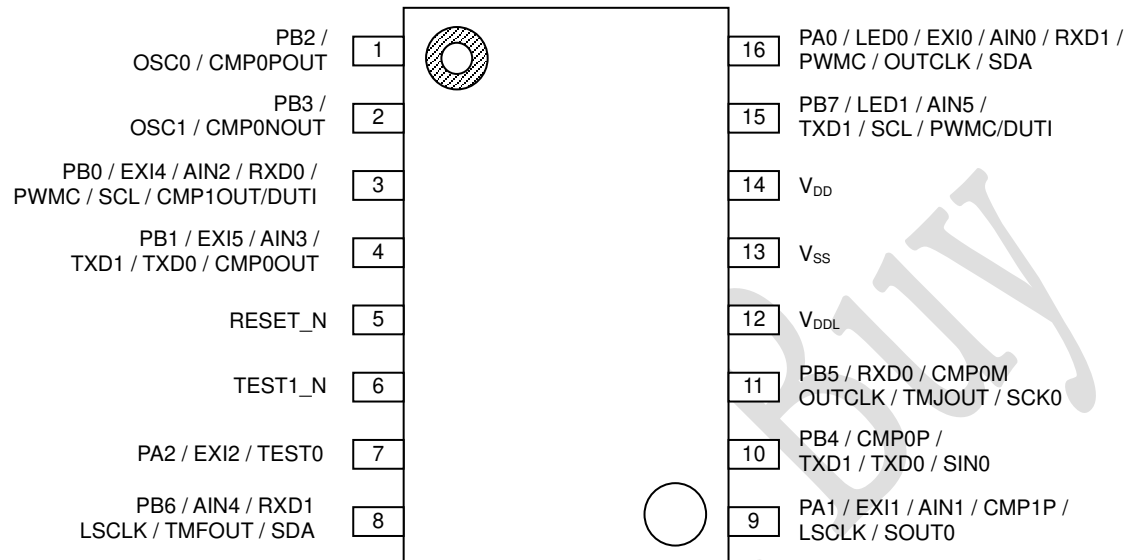 PB2 /
OSC0 / CMP0POUT
1
PB3 /
OSC1 / CMP0NOUT
2
PB0 / EXI4 / AIN2 / RXD0 /
PWMC / SCL / CMP1OUT/DUTI
3
PB1 / EXI5 / AIN3 /
TXD1 / TXD0 / CMP0OUT
4
RESET_N
5
TEST1_N
6
PA2 / EXI2 / TEST0
7
PB6 / AIN4 / RXD1
LSCLK / TMFOUT / SDA
8
16
PA0 / LED0 / EXI0 / AIN0 / RXD1 /
PWMC / OUTCLK / SDA
15
PB7 / LED1 / AIN5 /
TXD1 / SCL / PWMC/DUTI
14
VDD
13
VSS
12
VDDL
11
PB5 / RXD0 / CMP0M
OUTCLK / TMJOUT / SCK0
10
PB4 / CMP0P /
TXD1 / TXD0 / SIN0
9
PA1 / EXI1 / AIN1 / CMP1P /
LSCLK / SOUT0
Buy